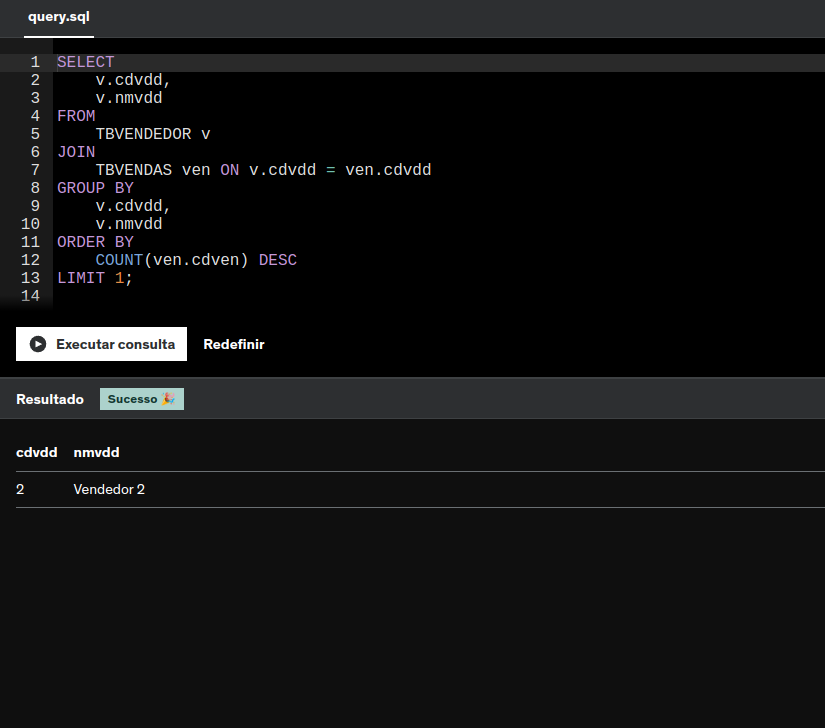 query.sql
1 SELECT
2 v.cdvdd,
3 v.nmvdd
4 FROM
5 TBVENDEDOR v
6 JOIN
7 TBVENDAS ven ON v.cdvdd = ven.cdvdd
8 GROUP BY
9 v.cdvdd,
10 v.nmvdd
11 ORDER BY
12 COUNT(ven.cdven) DESC
13 LIMIT 1;
14
Executar consulta Redefinir
Resultado Sucesso 🎉
cdvdd nmvdd
2 Vendedor 2